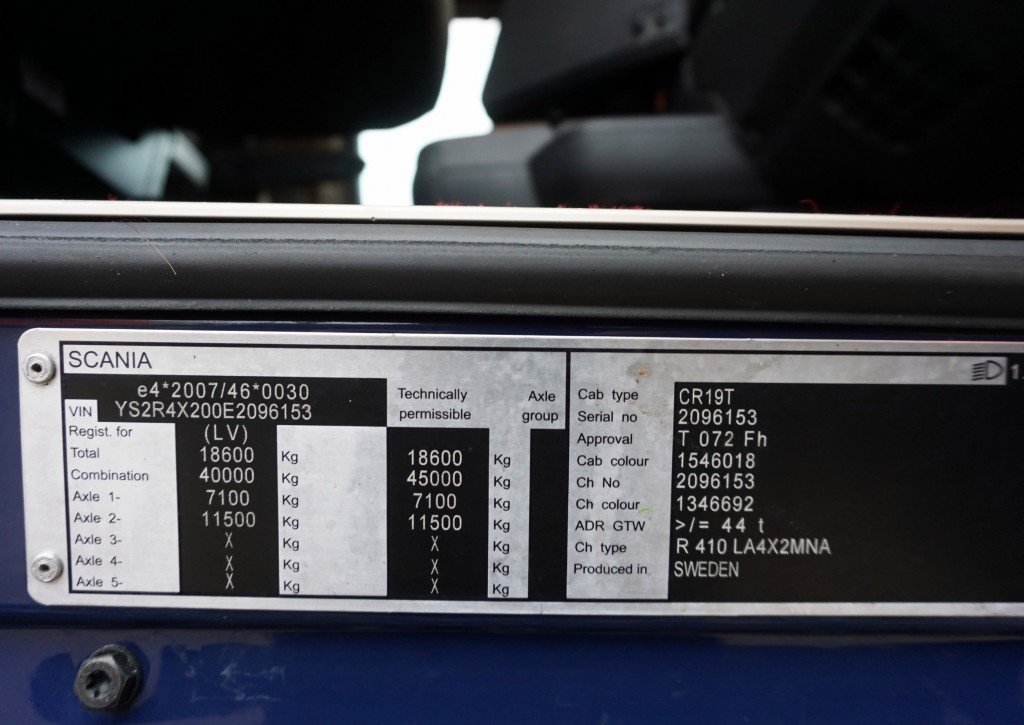 SCANIA
e4*2007/46*0030
VIN YS2R4X200E2096153
Technically permissible
Axle group
Regist. for (LV)
Total 18600 Kg 18600 Kg
Combination 40000 Kg 45000 Kg
Axle 1- 7100 Kg 7100 Kg
Axle 2- 11500 Kg 11500 Kg
Axle 3- X Kg X Kg
Axle 4- X Kg X Kg
Axle 5- X Kg X Kg
Cab type CR19T
Serial no 2096153
Approval T 072 Fh
Cab colour 1546018
Ch No 2096153
Ch colour 1346692
ADR GTW >/= 44 t
Ch type R 410 LA4X2MNA
Produced in SWEDEN